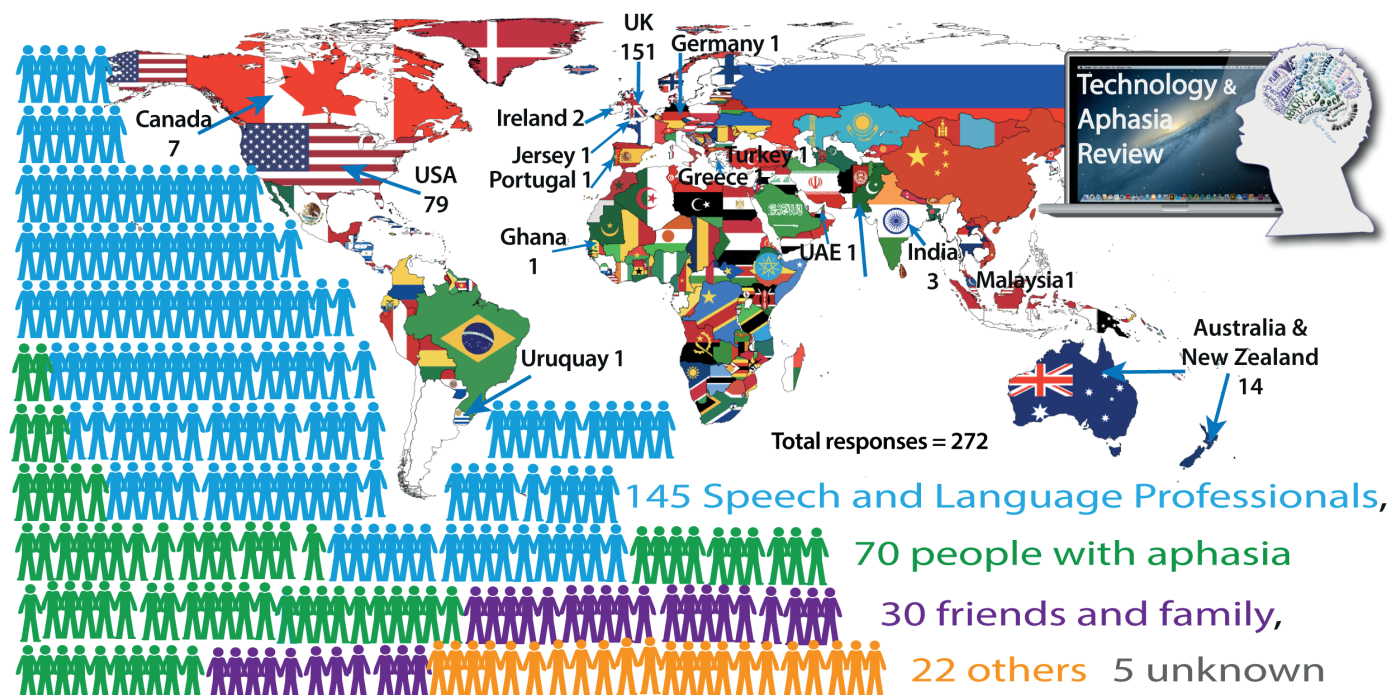 UK
151
Germany 1
Technology &
Aphasia
Review
Canada
7
Ireland 2
Jersey 1
Portugal 1
Turkey 1
Greece 1
USA
79
Ghana
1
UAE 1
India
3
Malaysia1
Australia &
New Zealand
14
Uruquay 1
Total responses = 272
145 Speech and Language Professionals,
70 people with aphasia
30 friends and family,
22 others 5 unknown